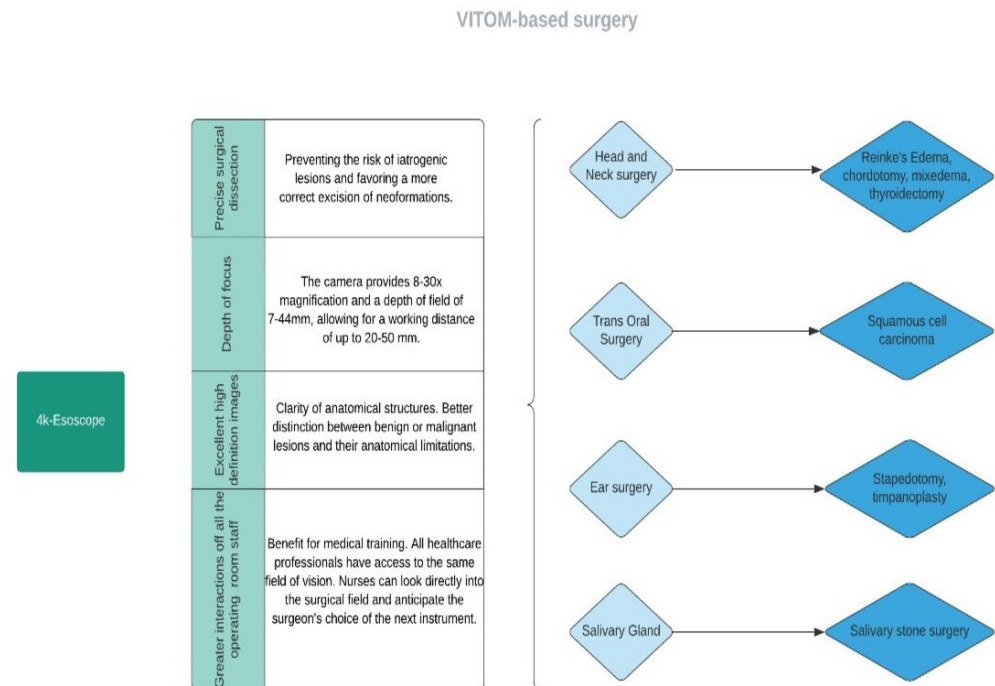 VITOM-based surgery
4k-Esoscope
Precise surgical
dissection
Preventing the risk of iatrogenic
lesions and favoring a more
correct excision of neoformations.
Depth of focus
The camera provides 8-30x
magnification and a depth of field of
7-44mm, allowing for a working distance
of up to 20-50 mm.
Excellent high
definition images
Clarity of anatomical structures. Better
distinction between benign or malignant
lesions and their anatomical limitations.
Greater interactions off all the
operating room staff
Benefit for medical training. All healthcare
professionals have access to the same
field of vision. Nurses can look directly into
the surgical field and anticipate the
surgeon's choice of the next instrument.
Head and
Neck surgery
Reinke's Edema,
chordotomy, mixedema,
thyroidectomy
Trans Oral
Surgery
Squamous cell
carcinoma
Ear surgery
Stapedotomy,
timpanoplasty
Salivary Gland
Salivary stone surgery